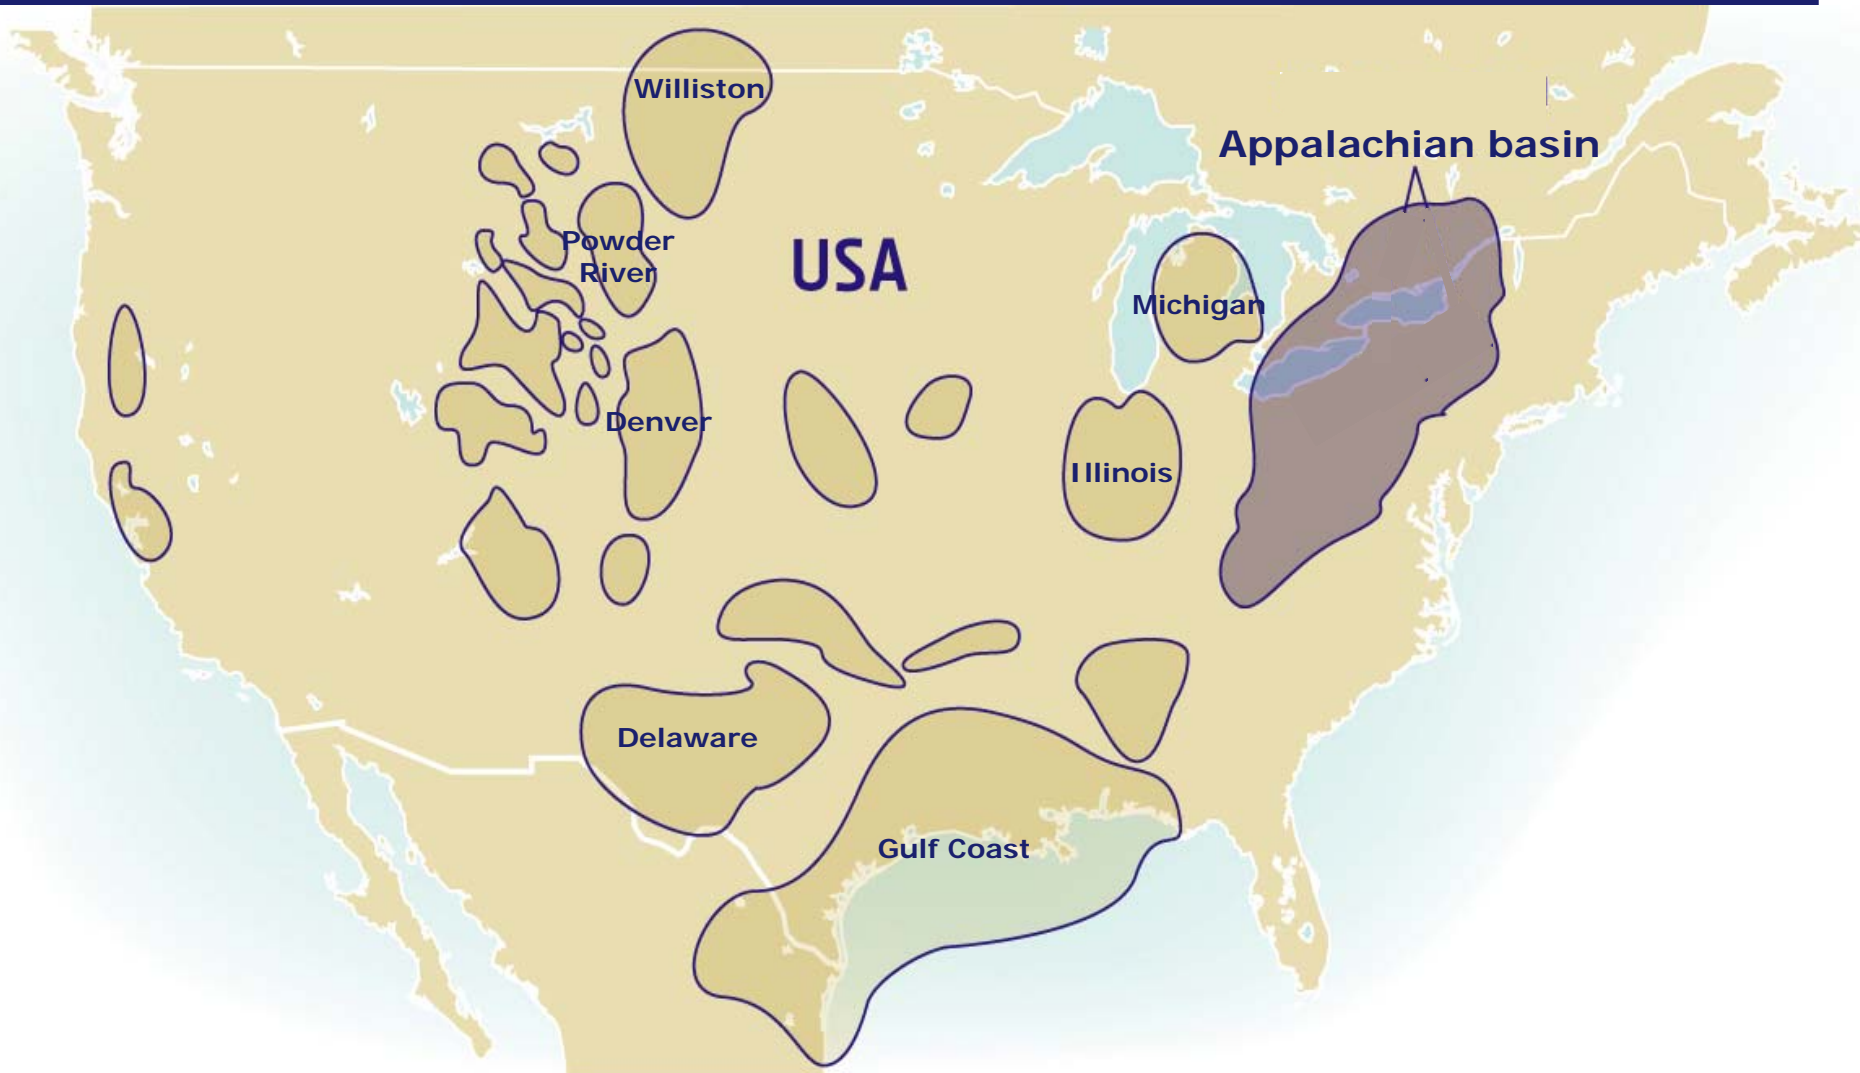 Williston
Appalachian basin
Powder
River
USA
Michigan
Denver
Illinois
Delaware
Gulf Coast